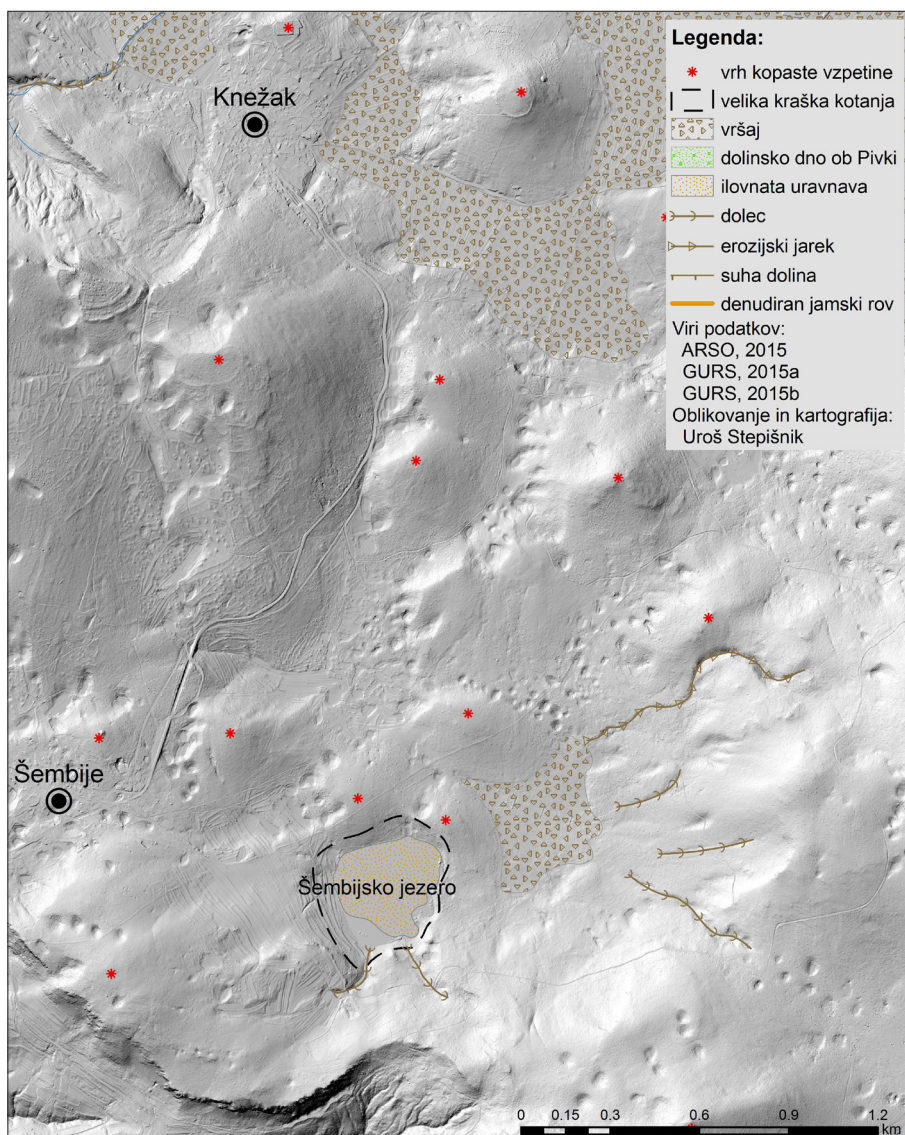 Knežak
Šembije
Šembijsko jezero
Legenda:
vrh kopaste vzpetine
velika kraška kotanja
vršaj
dolinsko dno ob Pivki
ilovnata uravnava
dolec
erozijski jarek
suha dolina
denudiran jamski rov
Viri podatkov:
ARSO, 2015
GURS, 2015a
GURS, 2015b
Oblikovanje in kartografija:
Uroš Stepišnik
0 0.15 0.3 0.6 0.9 1.2
km